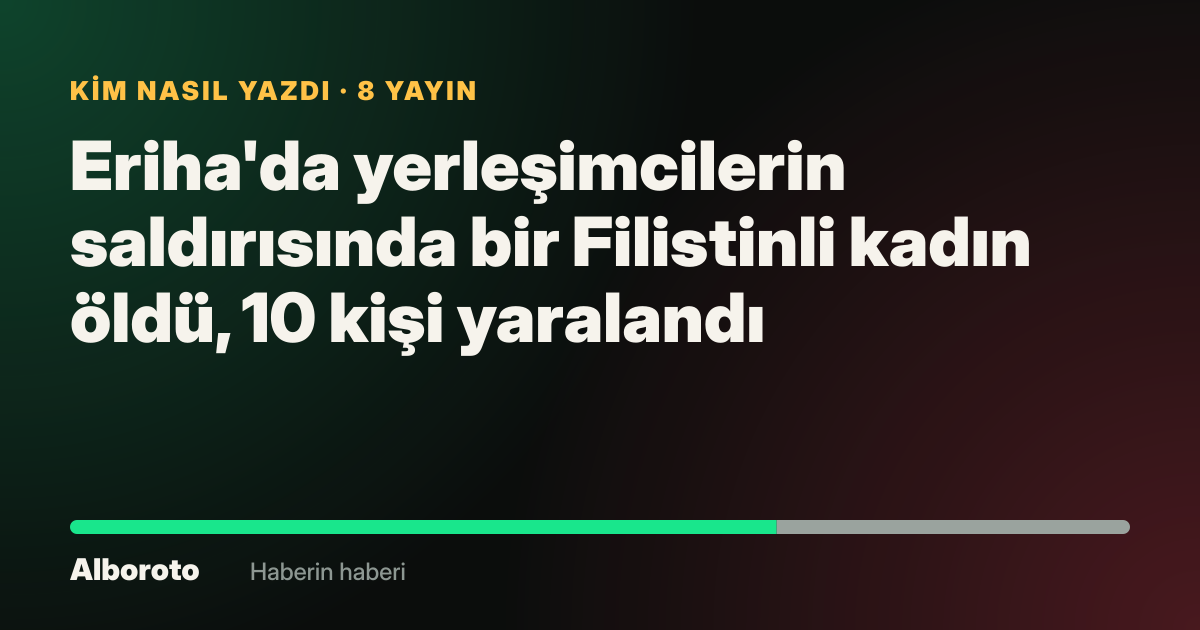 KİM NASIL YAZDI · 8 YAYIN
Eriha'da yerleşimcilerin
saldırısında bir Filistinli kadın
öldü, 10 kişi yaralandı
Alboroto
Haberin haberi